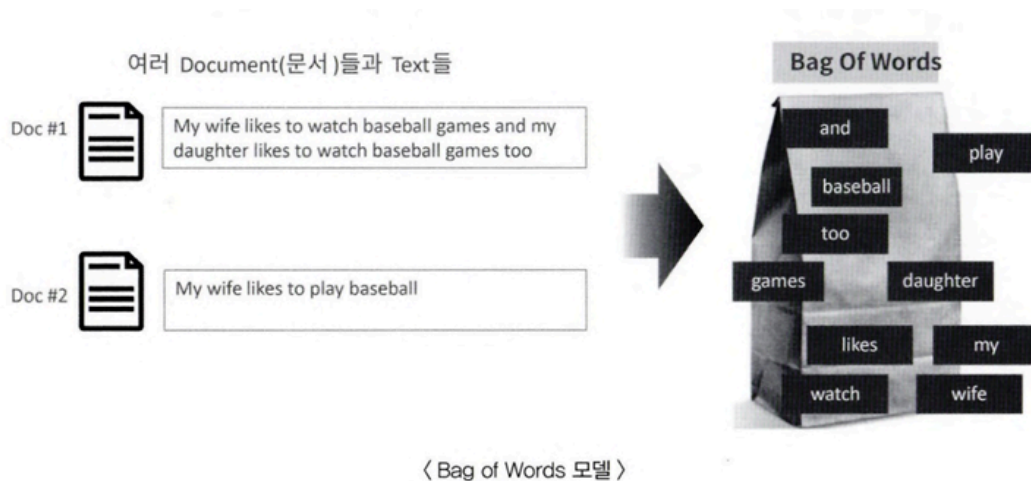 여러 Document(문서)들과 Text들
Bag Of Words
Doc #1
My wife likes to watch baseball games and my
daughter likes to watch baseball games too
and
play
baseball
too
games
daughter
Doc #2
My wife likes to play baseball
likes
my
watch
wife
〈 Bag of Words 모델 〉